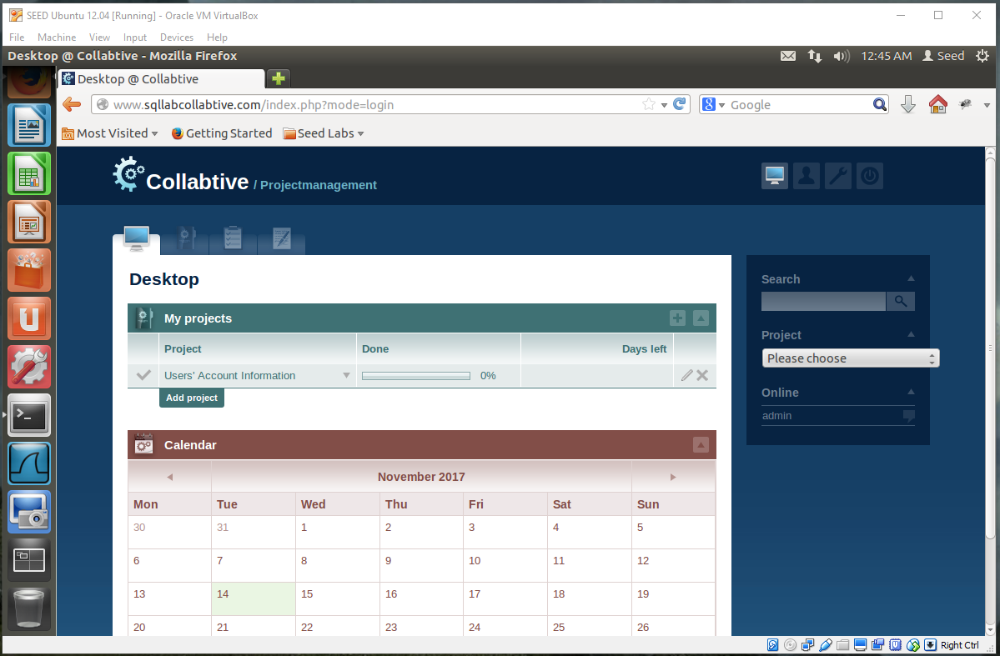 SEED Ubuntu 12.04 [Running] - Oracle VM VirtualBox
File Machine View Input Devices Help
Desktop @ Collabtive - Mozilla Firefox 12:45 AM Seed
Desktop @ Collabtive
www.sqllabcollabtive.com/index.php?mode=login Google
Most Visited Getting Started Seed Labs
Collabtive / Projectmanagement
Desktop
My projects
Project Done Days left
Users' Account Information 0%
Add project
Calendar
November 2017
Mon Tue Wed Thu Fri Sat Sun
30 31 1 2 3 4 5
6 7 8 9 10 11 12
13 14 15 16 17 18 19
20 21 22 23 24 25 26
Search
Project
Please choose
Online
admin
Right Ctrl